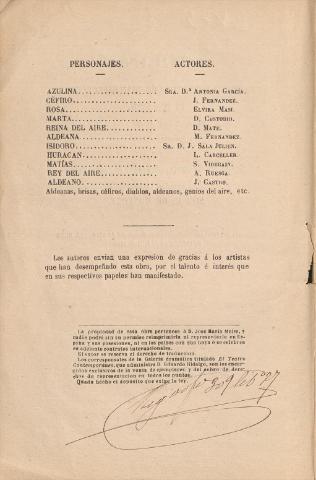 PERSONAJES. ACTORES.
AZULINA Sra. D.ª Antonia García.
CÉFIRO J. Fernandez.
ROSA Elvira Masi.
MARTA D. Castorio.
REINA DEL AIRE D. Mate.
ALDEANA M. Fernandez.
ISIDORO Sr. D. J. Sala Julien.
HURACAN L. Carceller.
MATÍAS S. Videgain.
REY DEL AIRE A. Ruesga.
ALDEANO J. Castro.
Aldeanas, brisas, céfiros, diablos, aldeanos, genios del aire, etc.
Los autores envian una expresion de gracias á los artistas
que han desempeñado esta obra, por el talento é interés que
en sus respectivos papeles han manifestado.
La propiedad de esta obra pertenece á D. José María Moles, y
nadie podrá sin su permiso reimprimirla ni representarla en Es-
paña y sus posesiones, ni en los países con que haya ó se celebren
en adelante contratos internacionales.
El autor se reserva el derecho de traduccion.
Los corresponsales de la Galería dramática titulada El Teatro
Contemporáneo, que administra D. Eduardo Hidalgo, son los encar-
gados exclusivos de la venta de ejemplares y del cobro de dere-
chos de representacion en todos los puntos.
Queda hecho el depósito que exige la ley.